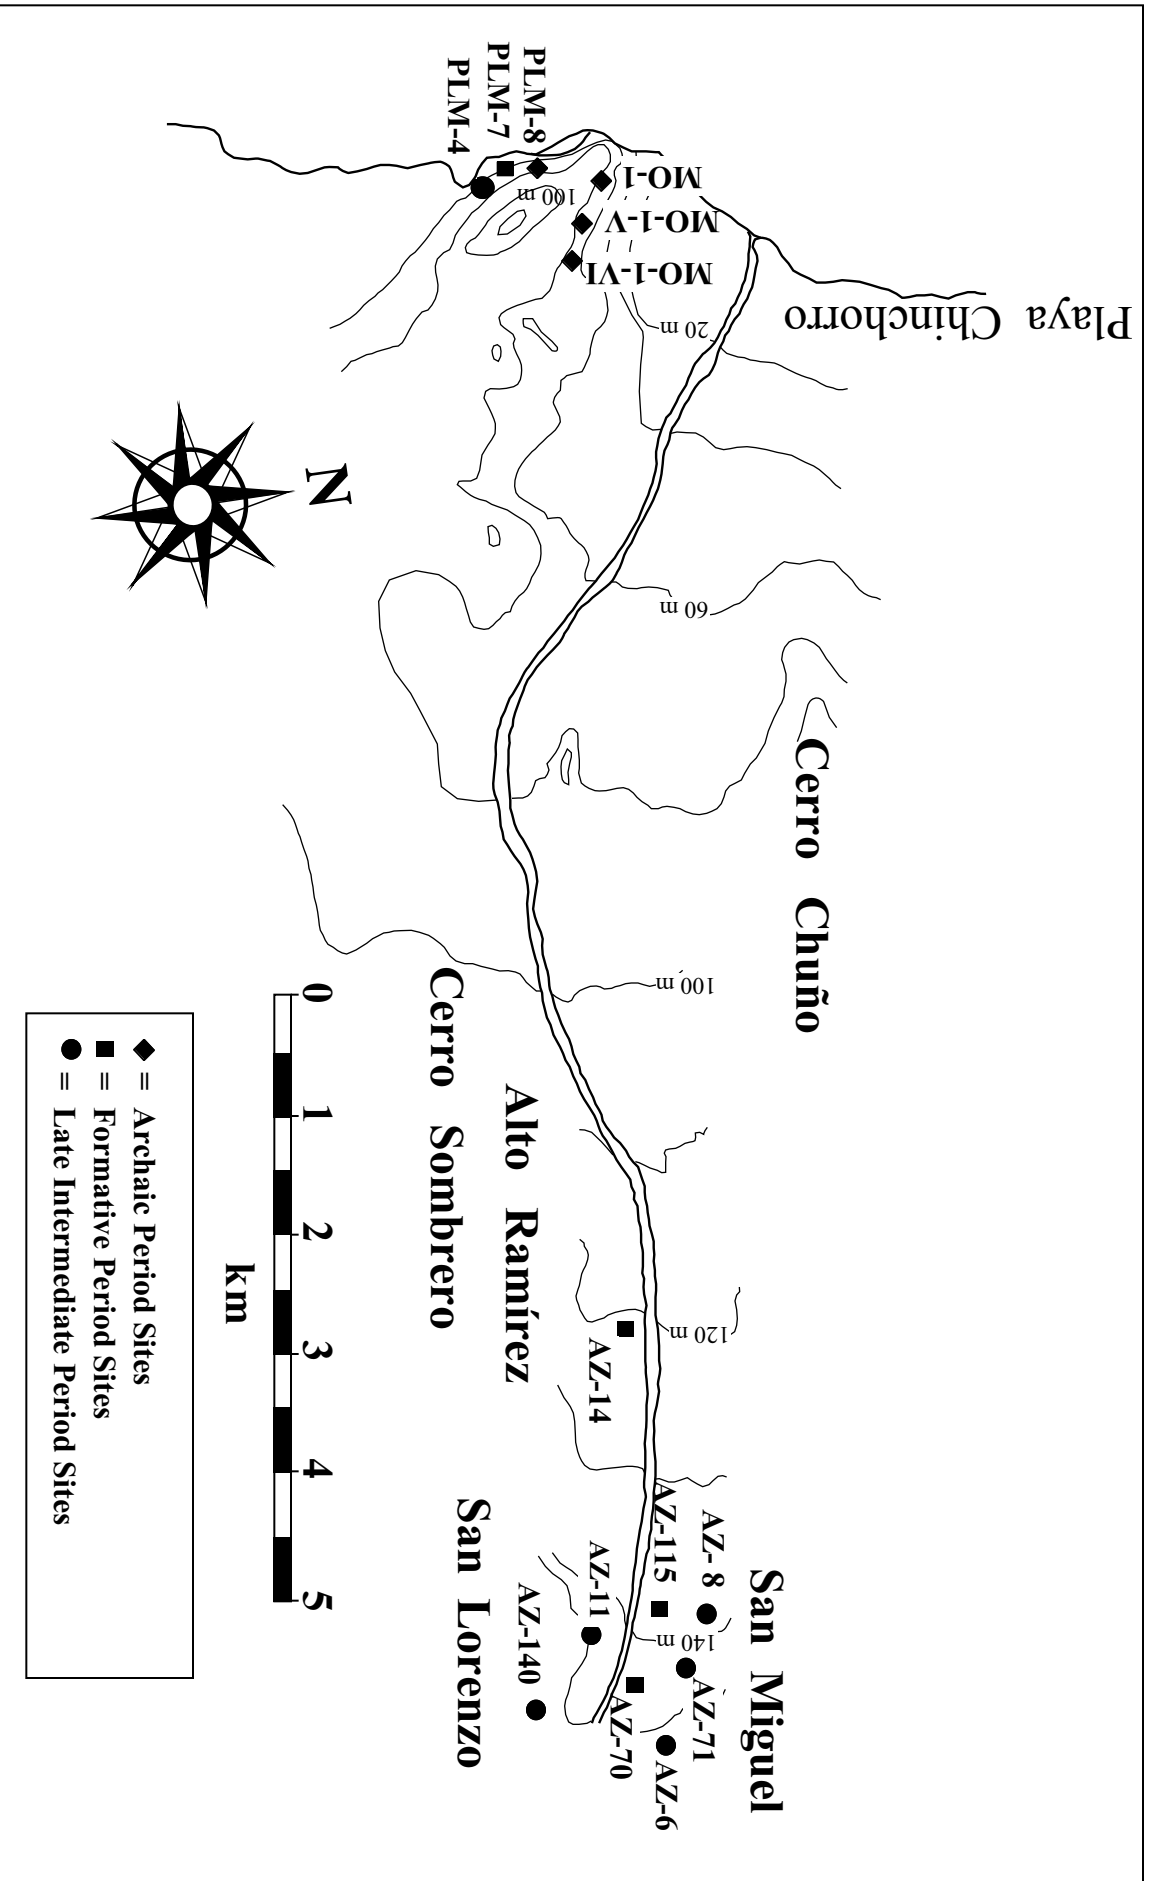 PLM-4
PLM-7
PLM-8
MO-1
MO-1-V
MO-1-VI
Playa Chinchorro
100 m
20 m
60 m
100 m
120 m
140 m
N
Cerro Chuño
Cerro Sombrero
Alto Ramírez
AZ-14
San Lorenzo
AZ-140
AZ-11
AZ-115
AZ- 8
San Miguel
AZ-71
AZ-70
AZ-6
0 1 2 3 4 5
km
= Archaic Period Sites
= Formative Period Sites
= Late Intermediate Period Sites